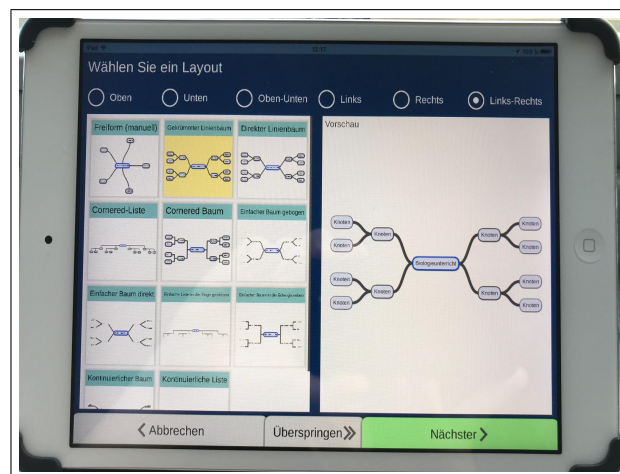 iPad
12:17
Wählen Sie ein Layout
Oben
Unten
Oben-Unten
Links
Rechts
Links-Rechts
Freiform (manuell)
Gekrümmter Linienbaum
Direkter Linienbaum
Cornered-Liste
Cornered Baum
Einfacher Baum gebogen
Einfacher Baum direkt
Kontinuierlicher Baum
Kontinuierliche Liste
Vorschau
Knoten
Knoten
Knoten
Knoten
Knoten
Knoten
Biologieunterricht
Knoten
Knoten
Knoten
Knoten
Knoten
Knoten
Abbrechen
Überspringen
Nächster